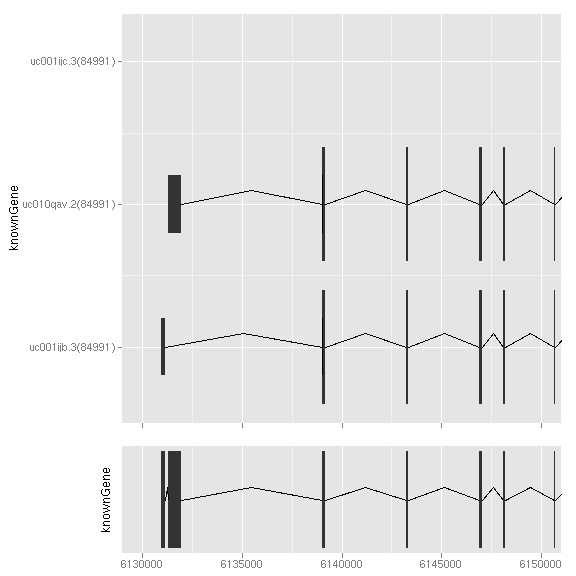 uc001ijc.3(84991)
uc010qav.2(84991)
uc001ijb.3(84991)
knownGene
knownGene
6130000 6135000 6140000 6145000 6150000